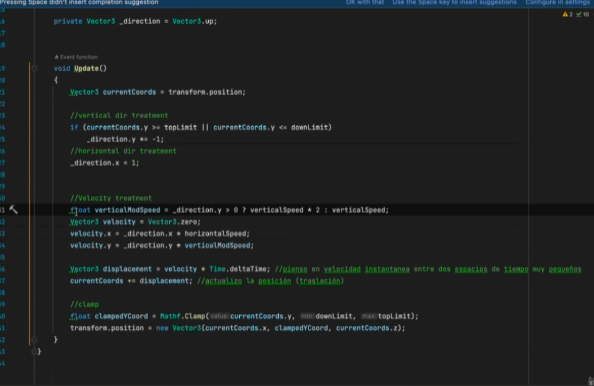 Pressing Space didn't insert completion suggestion OK with that Use the Space key to insert suggestions Configure in settings
2 10
16 private Vector3 _direction = Vector3.up;
17
18
Event function
19 void Update()
20 {
21 Vector3 currentCoords = transform.position;
22
23 //vertical dir treatment
24 if (currentCoords.y >= topLimit || currentCoords.y <= downLimit)
25 _direction.y *= -1;
26 //horizontal dir treatment
27 _direction.x = 1;
28
29
30 //Velocity treatment
31 float verticalModSpeed = _direction.y > 0 ? verticalSpeed * 2 : verticalSpeed;
32 Vector3 velocity = Vector3.zero;
33 velocity.x = _direction.x * horizontalSpeed;
34 velocity.y = _direction.y * verticalModSpeed;
35
36 Vector3 displacement = velocity * Time.deltaTime; //pienso en velocidad instantanea entre dos espacios de tiempo muy pequeños
37 currentCoords += displacement; //actualizo la posición (traslación)
38
39 //clamp
40 float clampedYCoord = Mathf.Clamp(value:currentCoords.y, min:downLimit, max:topLimit);
41 transform.position = new Vector3(currentCoords.x, clampedYCoord, currentCoords.z);
42 }
43 }
44